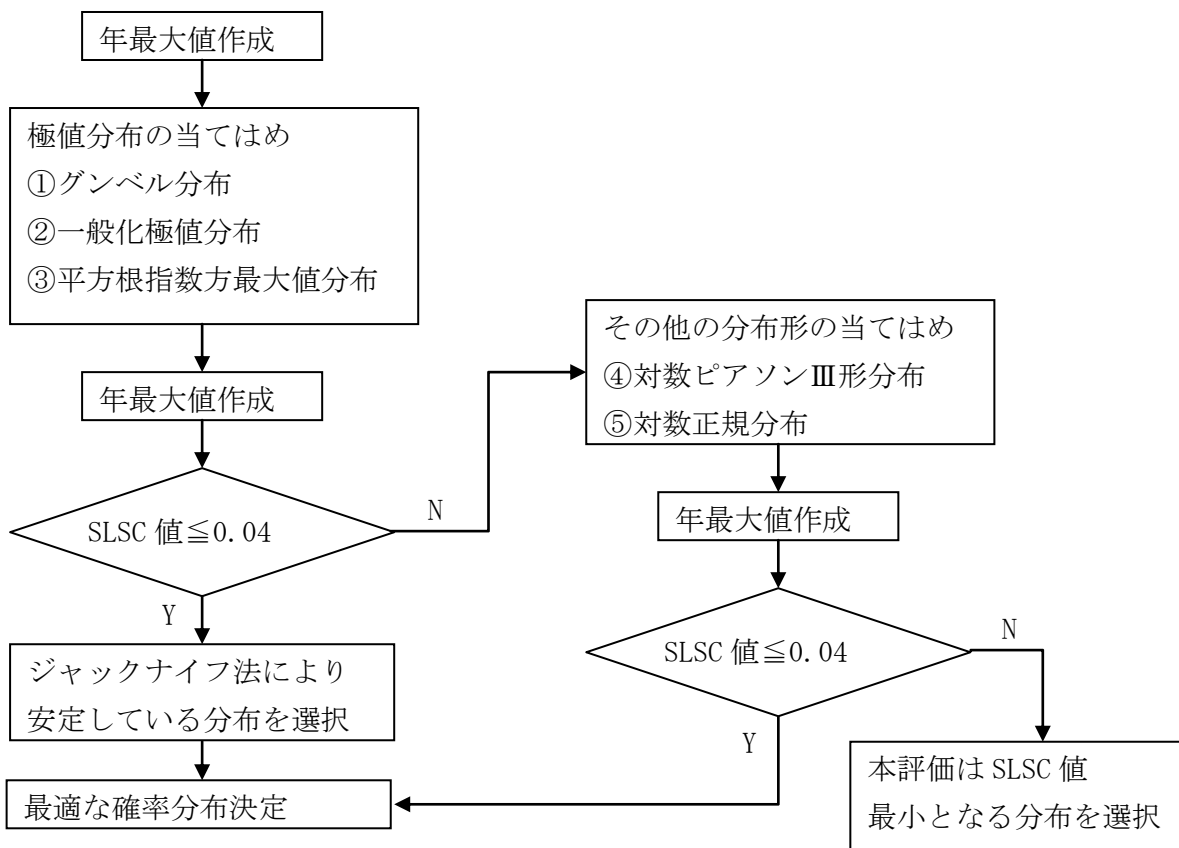 年最大値作成
極値分布の当てはめ
①グンベル分布
②一般化極値分布
③平方根指数方最大値分布
年最大値作成
SLSC 値≦0.04
N
Y
ジャックナイフ法により
安定している分布を選択
最適な確率分布決定
その他の分布形の当てはめ
④対数ピアソンⅢ形分布
⑤対数正規分布
年最大値作成
SLSC 値≦0.04
N
Y
本評価は SLSC 値
最小となる分布を選択